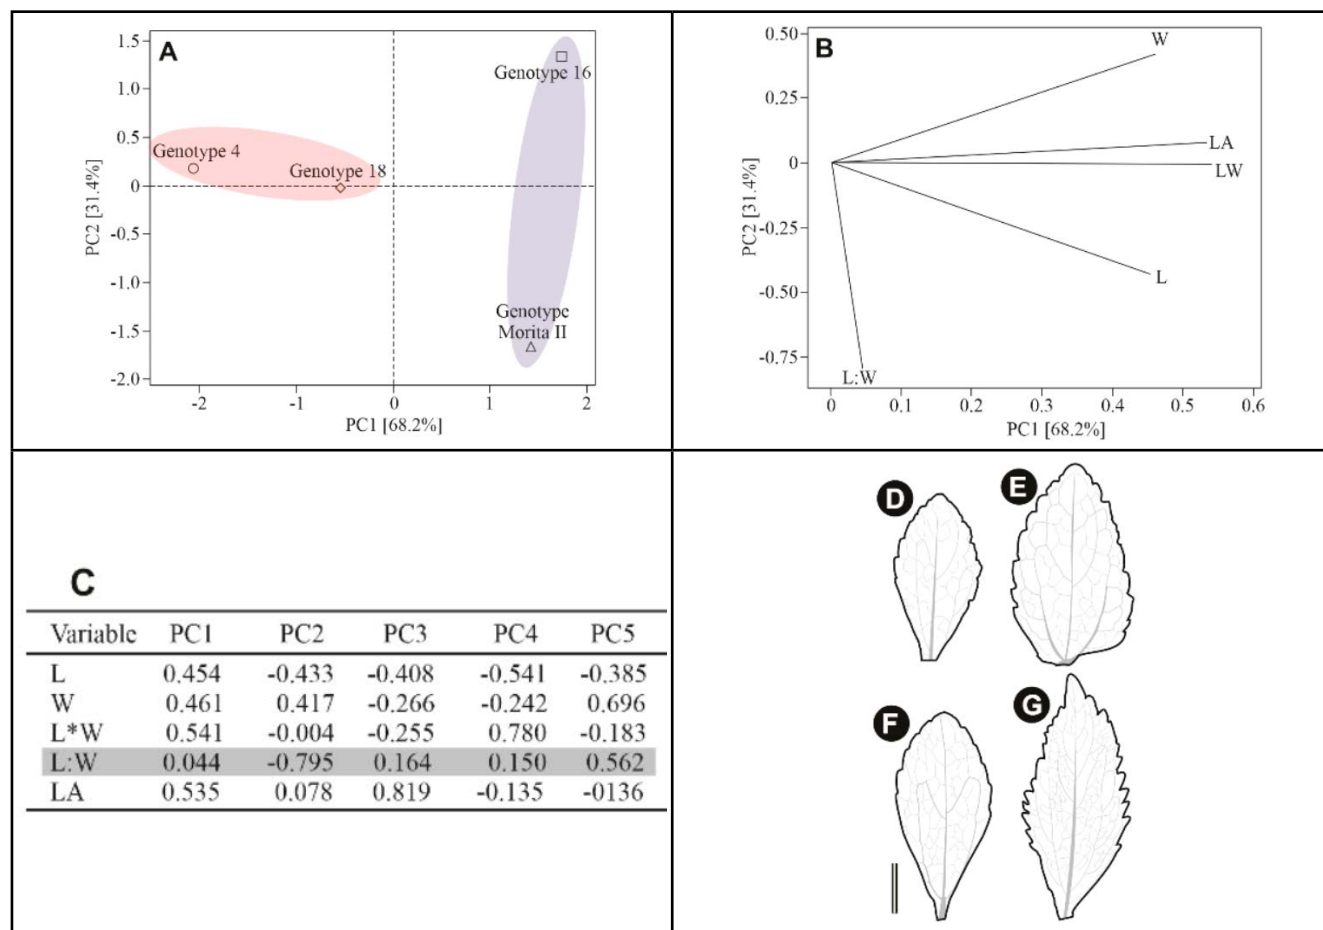 A
1.5
1.0
0.5
0
-0.5
-1.0
-1.5
-2.0
PC2 [31.4%]
Genotype 16
Genotype 4
Genotype 18
Genotype
Morita II
-2 -1 0 1 2
PC1 [68.2%]
B
0.50
0.25
0
-0.25
-0.50
-0.75
PC2 [31.4%]
W
LA
LW
L
L:W
0 0.1 0.2 0.3 0.4 0.5 0.6
PC1 [68.2%]
C
Variable PC1 PC2 PC3 PC4 PC5
L 0.454 -0.433 -0.408 -0.541 -0.385
W 0.461 0.417 -0.266 -0.242 0.696
L*W 0.541 -0.004 -0.255 0.780 -0.183
L:W 0.044 -0.795 0.164 0.150 0.562
LA 0.535 0.078 0.819 -0.135 -0136
D
E
F
G